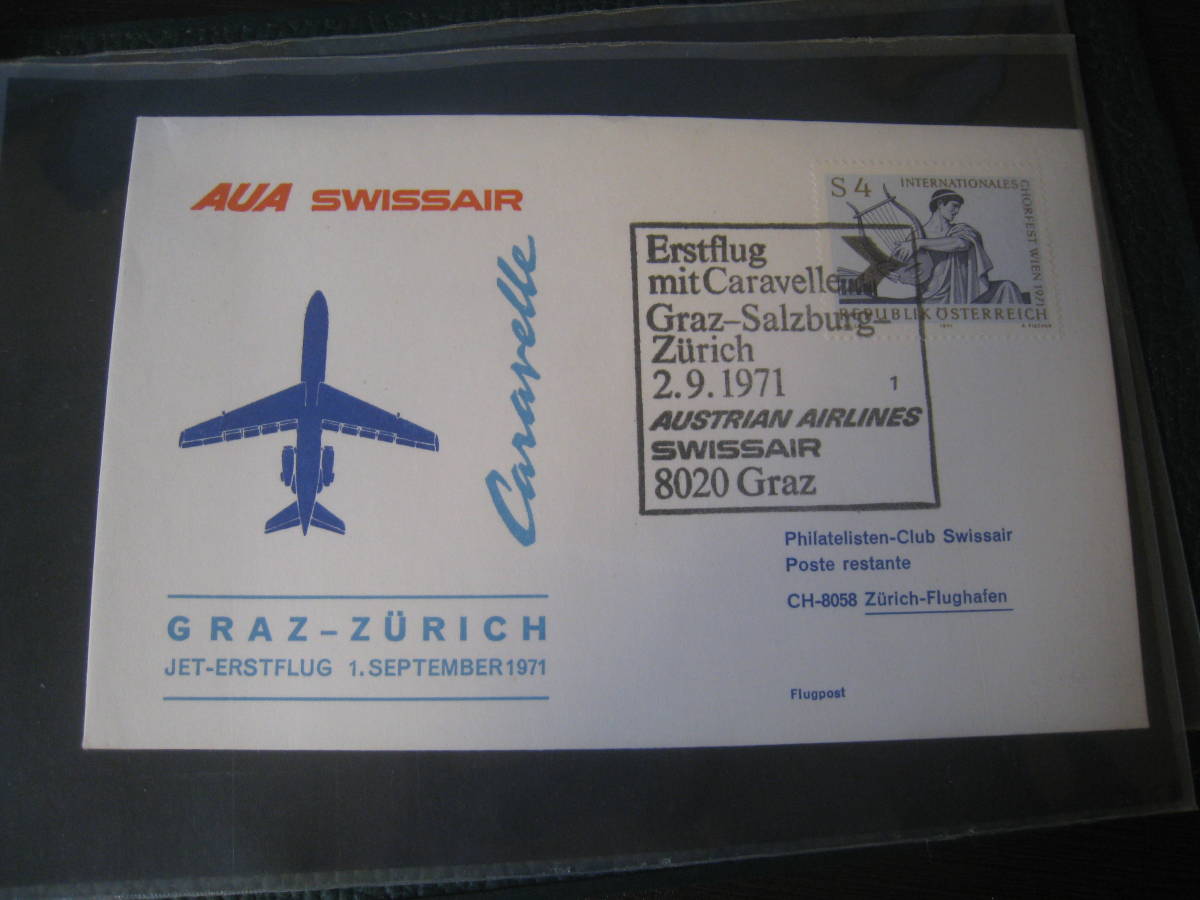 AUA SWISSAIR
Caravelle
GRAZ-ZÜRICH
JET-ERSTFLUG 1. SEPTEMBER 1971
S 4 INTERNATIONALES
CHORFEST WIEN 1971
REPUBLIK ÖSTERREICH
1971
Erstflug
mit Caravelle
Graz-Salzburg-
Zürich
2.9.1971 1
AUSTRIAN AIRLINES
SWISSAIR
8020 Graz
Philatelisten-Club Swissair
Poste restante
CH-8058 Zürich-Flughafen
Flugpost